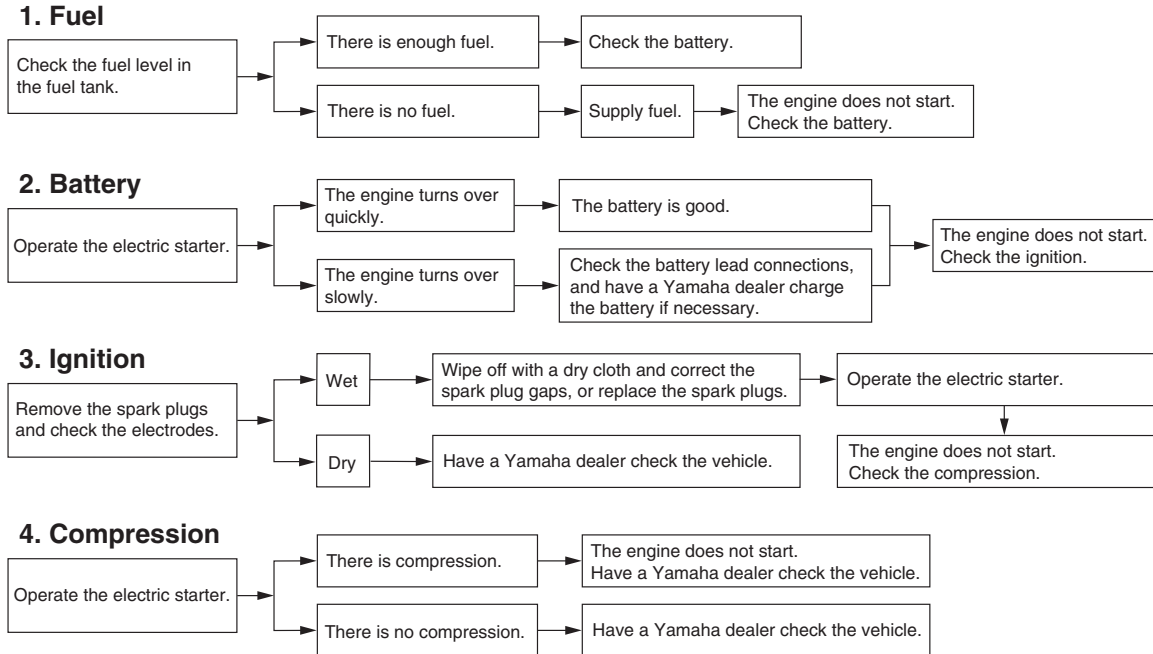 1. Fuel
Check the fuel level in
the fuel tank.
There is enough fuel.
Check the battery.
There is no fuel.
Supply fuel.
The engine does not start.
Check the battery.
2. Battery
Operate the electric starter.
The engine turns over
quickly.
The battery is good.
The engine turns over
slowly.
Check the battery lead connections,
and have a Yamaha dealer charge
the battery if necessary.
The engine does not start.
Check the ignition.
3. Ignition
Remove the spark plugs
and check the electrodes.
Wet
Wipe off with a dry cloth and correct the
spark plug gaps, or replace the spark plugs.
Operate the electric starter.
Dry
Have a Yamaha dealer check the vehicle.
The engine does not start.
Check the compression.
4. Compression
Operate the electric starter.
There is compression.
The engine does not start.
Have a Yamaha dealer check the vehicle.
There is no compression.
Have a Yamaha dealer check the vehicle.